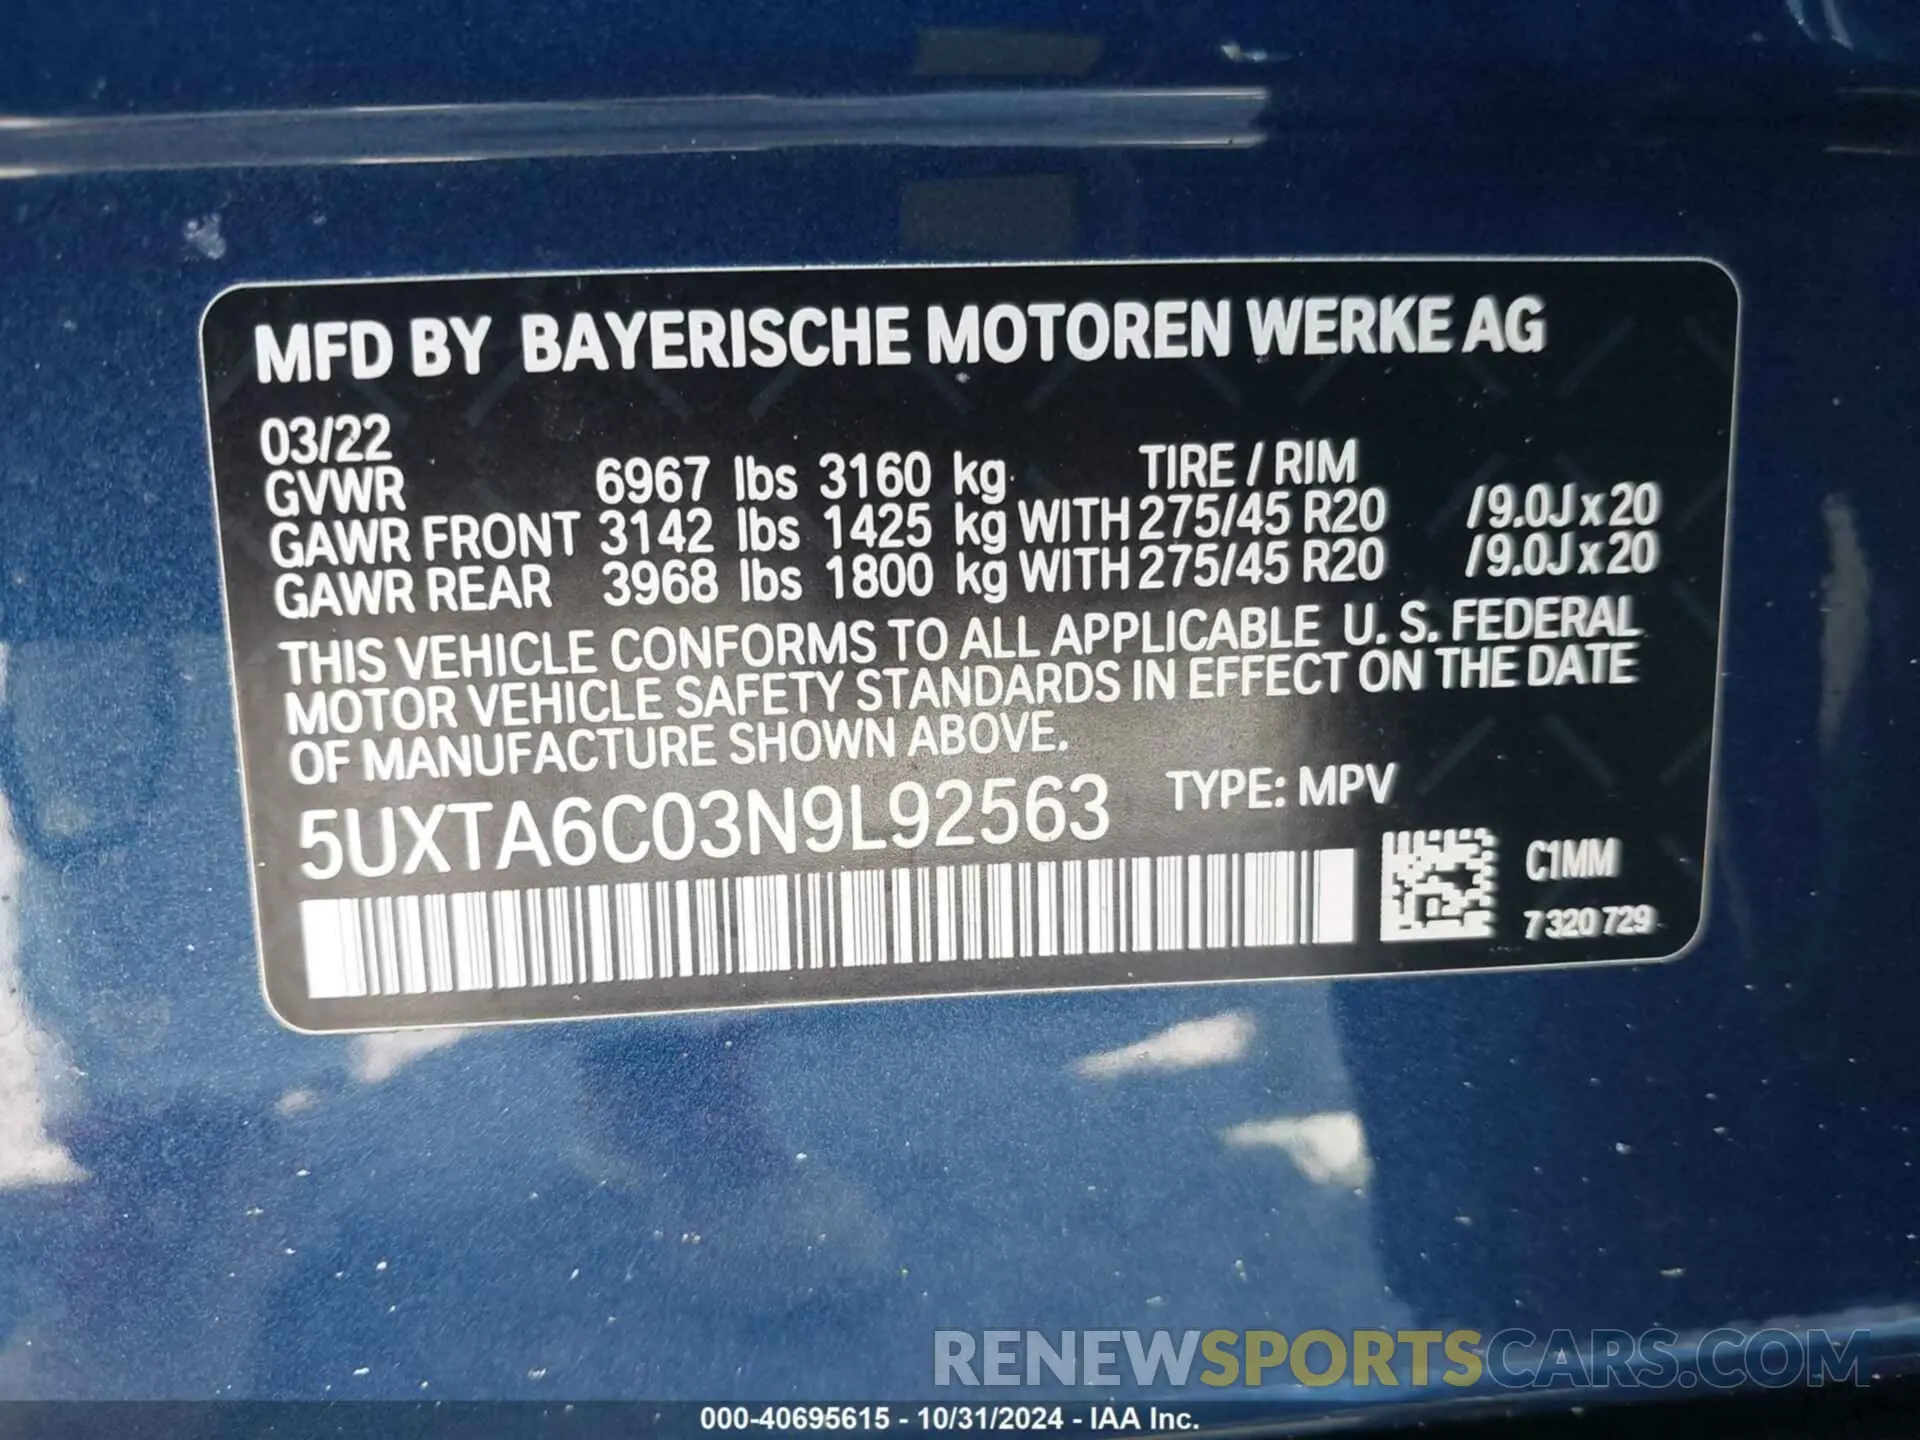 MFD BY BAYERISCHE MOTOREN WERKE AG
03/22
GVWR 6967 lbs 3160 kg TIRE / RIM
GAWR FRONT 3142 lbs 1425 kg WITH 275/45 R20 /9.0J x 20
GAWR REAR 3968 lbs 1800 kg WITH 275/45 R20 /9.0J x 20
THIS VEHICLE CONFORMS TO ALL APPLICABLE U. S. FEDERAL
MOTOR VEHICLE SAFETY STANDARDS IN EFFECT ON THE DATE
OF MANUFACTURE SHOWN ABOVE.
5UXTA6C03N9L92563 TYPE: MPV
C1MM
7 320 729
RENEWSPORTSCARS.COM
000-40695615 - 10/31/2024 - IAA Inc.